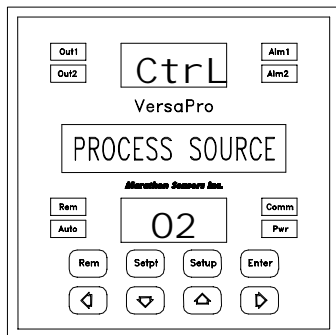 Out1 CtrL Alm1
Out2 Alm2
VersaPro
PROCESS SOURCE
Marathon Sensors Inc.
Rem O2 Comm
Auto Pwr
Rem Setpt Setup Enter